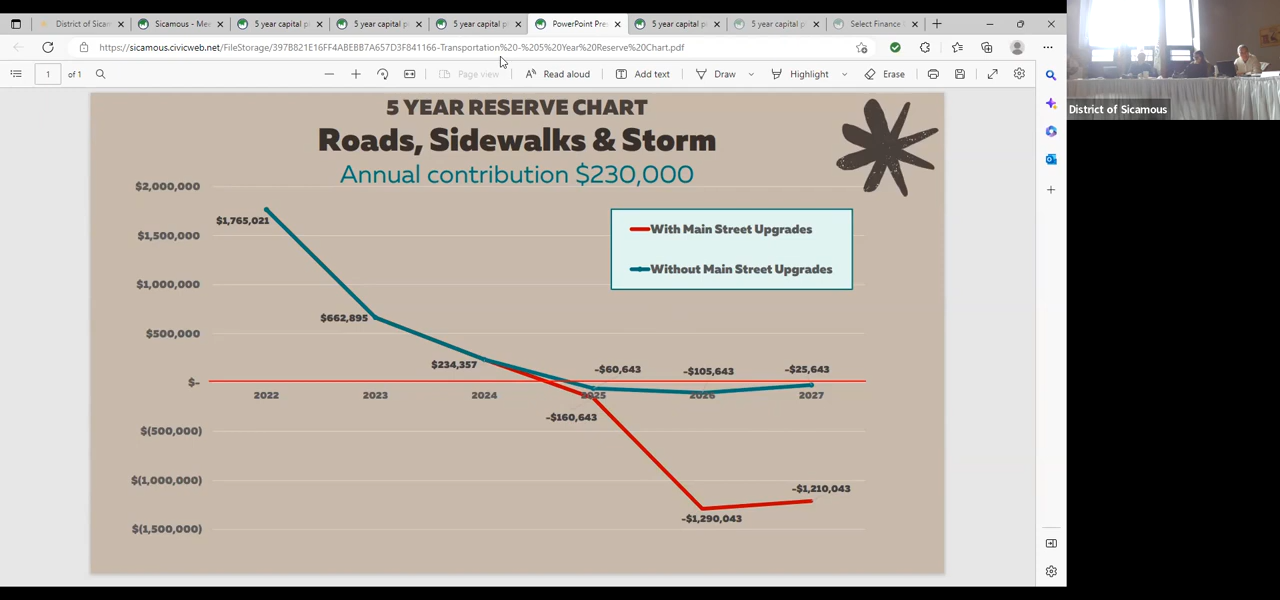 District of Sicam
Sicamous - Me
5 year capital p
5 year capital p
5 year capital p
PowerPoint Pres
5 year capital p
5 year capital p
Select Finance
https://sicamous.civicweb.net/FileStorage/397B821E16FF4ABEBB7A657D3F841166-Transportation%20-%205%20Year%20Reserve%20Chart.pdf
1 of 1
Page view
Read aloud
Add text
Draw
Highlight
Erase
District of Sicamous
5 YEAR RESERVE CHART
Roads, Sidewalks & Storm
Annual contribution $230,000
$2,000,000
$1,500,000
$1,000,000
$500,000
$-
$(500,000)
$(1,000,000)
$(1,500,000)
With Main Street Upgrades
Without Main Street Upgrades
$1,765,021
$662,895
$234,357
-$60,643
-$105,643
-$25,643
2022 2023 2024 2025 2026 2027
-$160,643
-$1,290,043
-$1,210,043